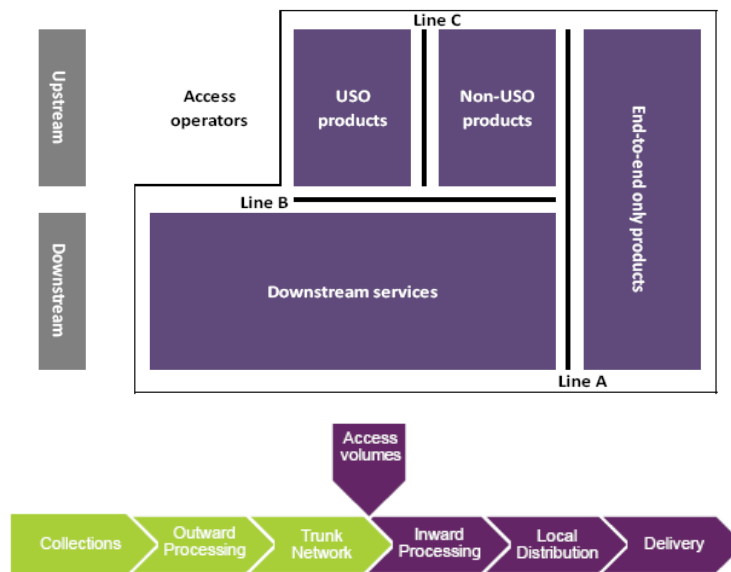 Line C
Upstream
Access
operators
USO
products
Non-USO
products
End-to-end only products
Line B
Downstream
Downstream services
Line A
Access
volumes
Collections
Outward
Processing
Trunk
Network
Inward
Processing
Local
Distribution
Delivery